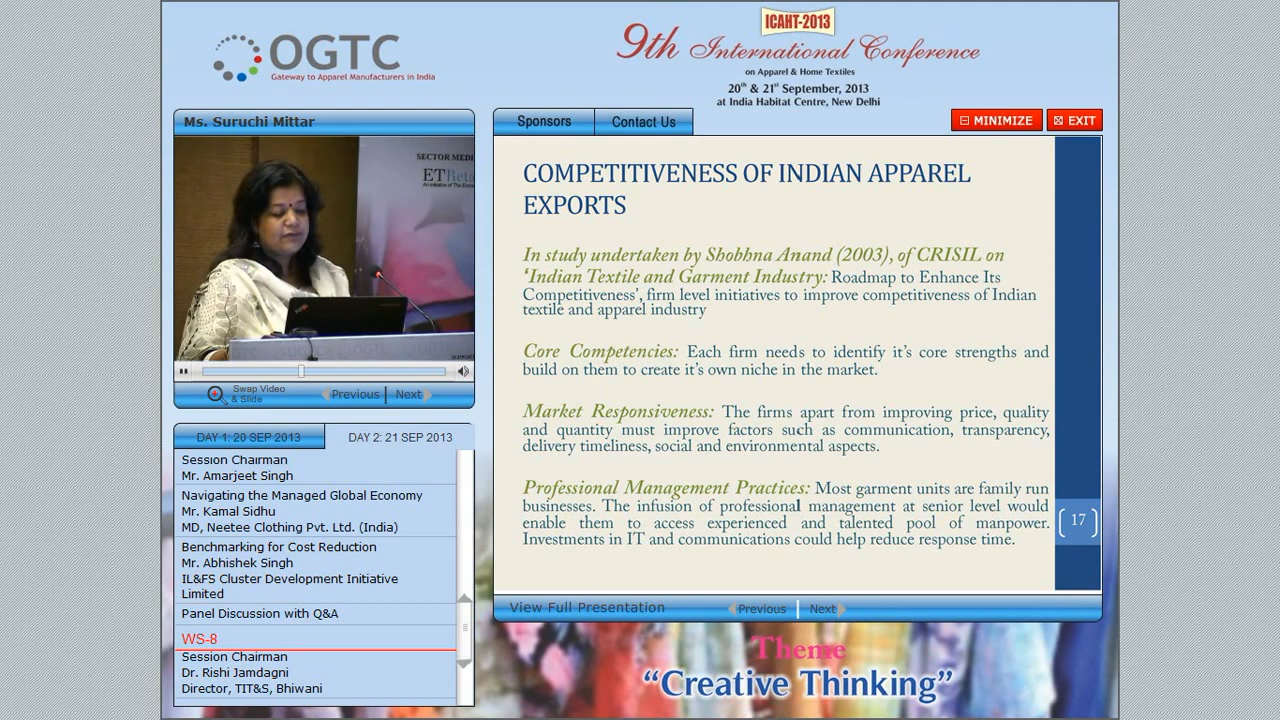 OGTC
Gateway to Apparel Manufacturers in India
ICAHT-2013
9th International Conference
on Apparel & Home Textiles
20th & 21st September, 2013
at India Habitat Centre, New Delhi
Ms. Suruchi Mittar
Sponsors
Contact Us
MINIMIZE
EXIT
SECTOR MEDI
ETReta
An initiative of The Econo
Swap Video
& Slide
Previous
Next
DAY 1: 20 SEP 2013
DAY 2: 21 SEP 2013
Session Chairman
Mr. Amarjeet Singh
Navigating the Managed Global Economy
Mr. Kamal Sidhu
MD, Neetee Clothing Pvt. Ltd. (India)
Benchmarking for Cost Reduction
Mr. Abhishek Singh
IL&FS Cluster Development Initiative
Limited
Panel Discussion with Q&A
WS-8
Session Chairman
Dr. Rishi Jamdagni
Director, TIT&S, Bhiwani
COMPETITIVENESS OF INDIAN APPAREL
EXPORTS
In study undertaken by Shobhna Anand (2003), of CRISIL on
‘Indian Textile and Garment Industry: Roadmap to Enhance Its
Competitiveness’, firm level initiatives to improve competitiveness of Indian
textile and apparel industry
Core Competencies: Each firm needs to identify it’s core strengths and
build on them to create it’s own niche in the market.
Market Responsiveness: The firms apart from improving price, quality
and quantity must improve factors such as communication, transparency,
delivery timeliness, social and environmental aspects.
Professional Management Practices: Most garment units are family run
businesses. The infusion of professional management at senior level would
enable them to access experienced and talented pool of manpower.
Investments in IT and communications could help reduce response time.
17
View Full Presentation
Previous
Next
Theme
“Creative Thinking”